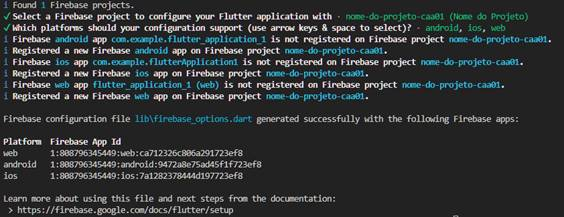 i Found 1 Firebase projects.
✓ Select a Firebase project to configure your Flutter application with · nome-do-projeto-caa01 (Nome do Projeto)
✓ Which platforms should your configuration support (use arrow keys & space to select)? · android, ios, web
i Firebase android app com.example.flutter_application_1 is not registered on Firebase project nome-do-projeto-caa01.
i Registered a new Firebase android app on Firebase project nome-do-projeto-caa01.
i Firebase ios app com.example.flutterApplication1 is not registered on Firebase project nome-do-projeto-caa01.
i Registered a new Firebase ios app on Firebase project nome-do-projeto-caa01.
i Firebase web app flutter_application_1 (web) is not registered on Firebase project nome-do-projeto-caa01.
i Registered a new Firebase web app on Firebase project nome-do-projeto-caa01.
Firebase configuration file lib\firebase_options.dart generated successfully with the following Firebase apps:
Platform Firebase App Id
web 1:808796345449:web:ca712326c806a291723ef8
android 1:808796345449:android:9472a8e75ad45f1f723ef8
ios 1:808796345449:ios:7a1282378444d197723ef8
Learn more about using this file and next steps from the documentation:
> https://firebase.google.com/docs/flutter/setup